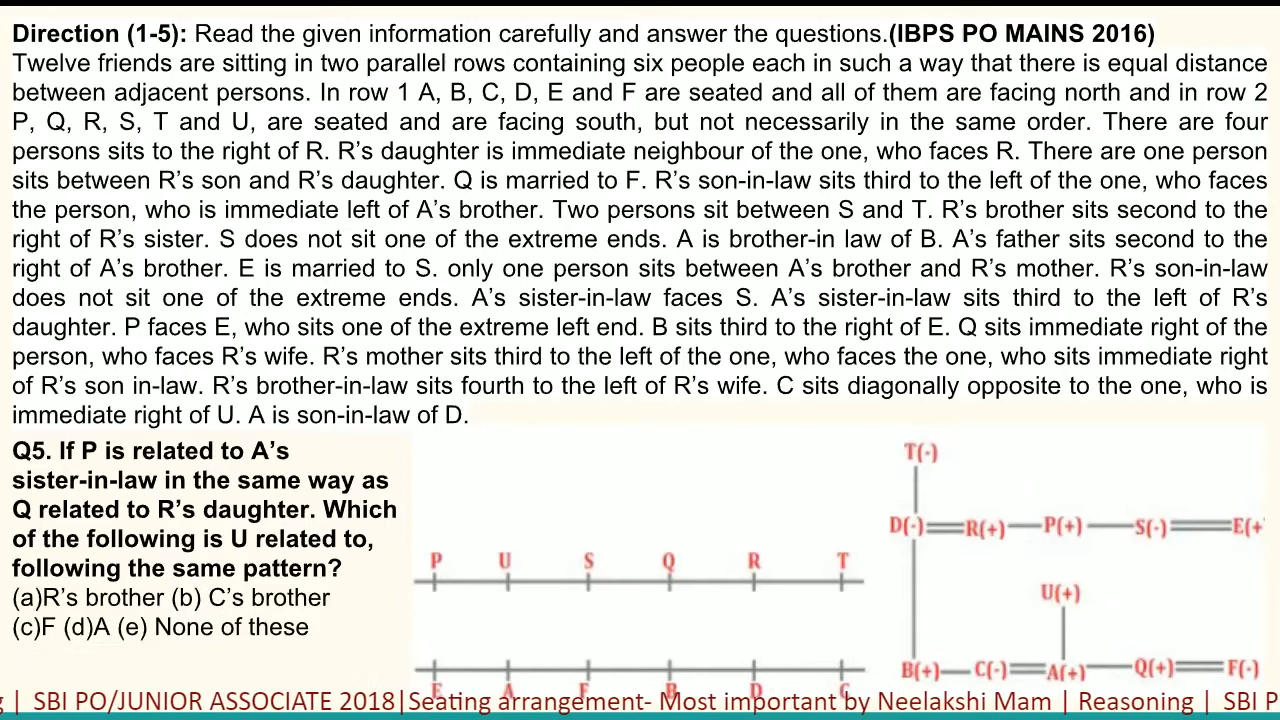 Direction (1-5): Read the given information carefully and answer the questions.(IBPS PO MAINS 2016)
Twelve friends are sitting in two parallel rows containing six people each in such a way that there is equal distance
between adjacent persons. In row 1 A, B, C, D, E and F are seated and all of them are facing north and in row 2
P, Q, R, S, T and U, are seated and are facing south, but not necessarily in the same order. There are four
persons sits to the right of R. R's daughter is immediate neighbour of the one, who faces R. There are one person
sits between R's son and R's daughter. Q is married to F. R's son-in-law sits third to the left of the one, who faces
the person, who is immediate left of A's brother. Two persons sit between S and T. R's brother sits second to the
right of R's sister. S does not sit one of the extreme ends. A is brother-in law of B. A's father sits second to the
right of A's brother. E is married to S. only one person sits between A's brother and R's mother. R's son-in-law
does not sit one of the extreme ends. A's sister-in-law faces S. A's sister-in-law sits third to the left of R's
daughter. P faces E, who sits one of the extreme left end. B sits third to the right of E. Q sits immediate right of the
person, who faces R's wife. R's mother sits third to the left of the one, who faces the one, who sits immediate right
of R's son in-law. R's brother-in-law sits fourth to the left of R's wife. C sits diagonally opposite to the one, who is
immediate right of U. A is son-in-law of D.
Q5. If P is related to A's
sister-in-law in the same way as
Q related to R's daughter. Which
of the following is U related to,
following the same pattern?
(a)R's brother (b) C's brother
(c)F (d)A (e) None of these
P U S Q R T
E A F B D C
T(-)
D(-) R(+) P(+) S(-) E(+
U(+)
B(+) C(-) A(+) Q(+) F(-)
g | SBI PO/JUNIOR ASSOCIATE 2018|Seating arrangement- Most important by Neelakshi Mam | Reasoning | SBI P